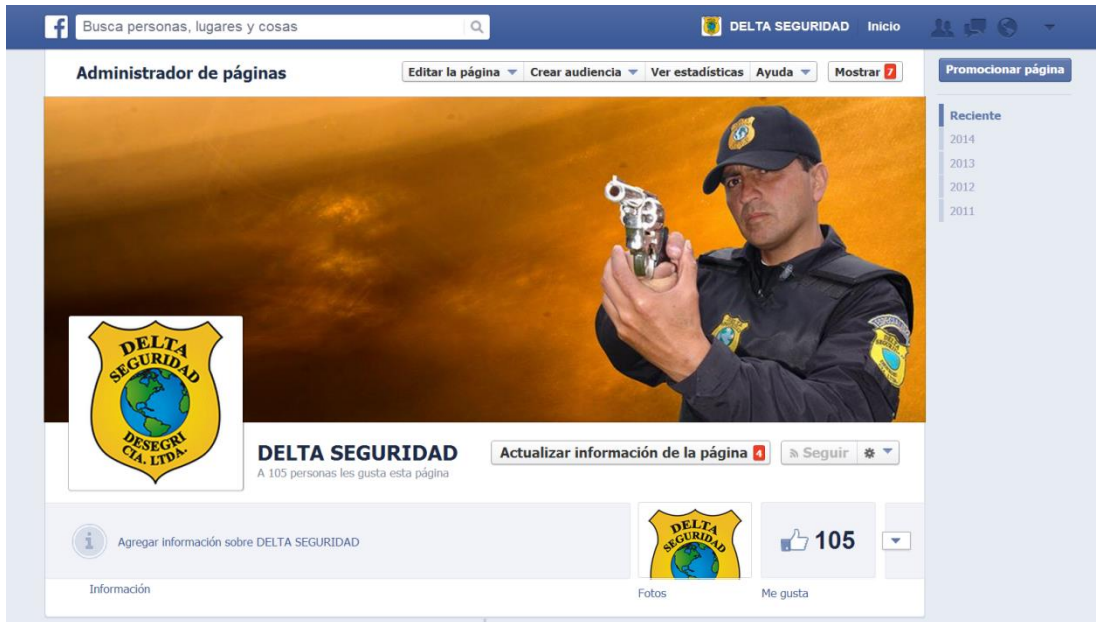 f
Busca personas, lugares y cosas
DELTA SEGURIDAD Inicio
Administrador de páginas
Editar la página Crear audiencia Ver estadísticas Ayuda Mostrar 7
Promocionar página
Reciente
2014
2013
2012
2011
DELTA
SEGURIDAD
DESEGRI
CIA. LTDA.
DELTA SEGURIDAD
A 105 personas les gusta esta página
Actualizar información de la página 4
Seguir
i
Agregar información sobre DELTA SEGURIDAD
DELTA
SEGURIDAD
105
Información
Fotos
Me gusta